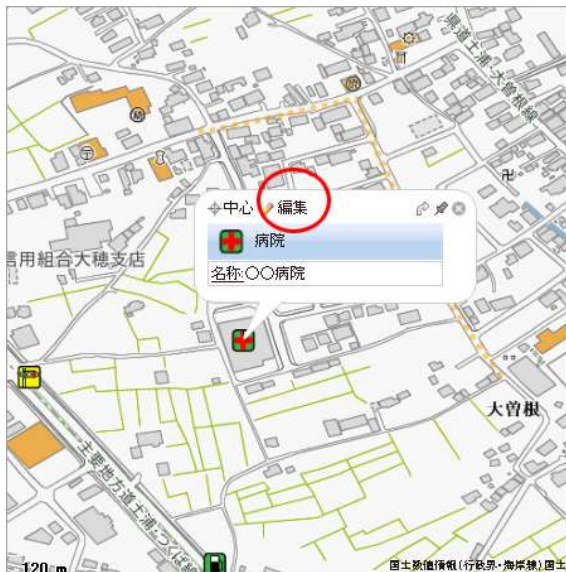 県道土浦・大曽根線
中心 編集
病院
名称:○○病院
信用組合大穂支店
大曽根
主要地方道土浦・つくば線
120 m
国土数値情報(行政界・海岸線)国土